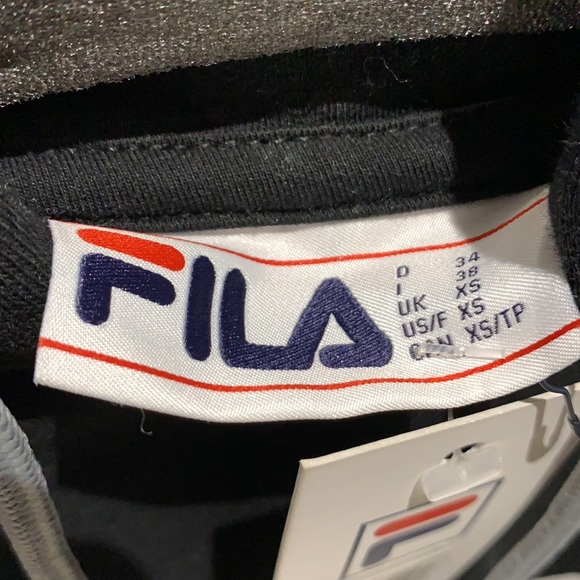 FILA
D 34
I 38
UK XS
US/F XS
CAN XS/TP